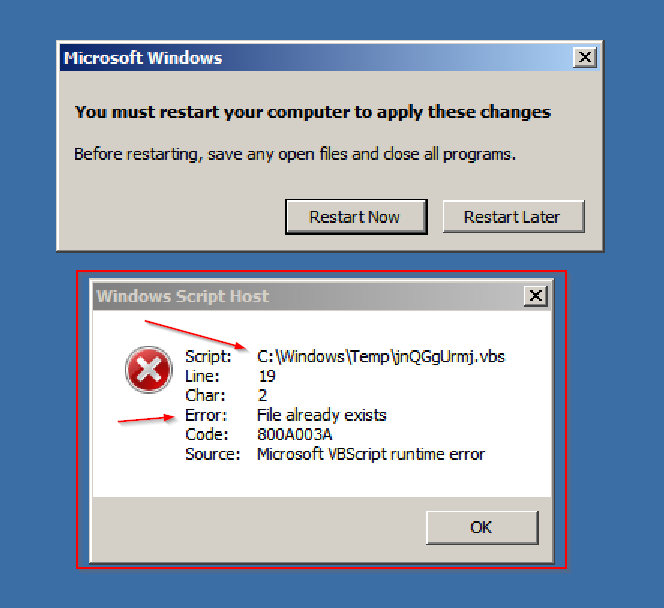 Microsoft Windows
You must restart your computer to apply these changes
Before restarting, save any open files and close all programs.
Restart Now
Restart Later
Windows Script Host
Script: C:\Windows\Temp\jnQGgUrmj.vbs
Line: 19
Char: 2
Error: File already exists
Code: 800A003A
Source: Microsoft VBScript runtime error
OK